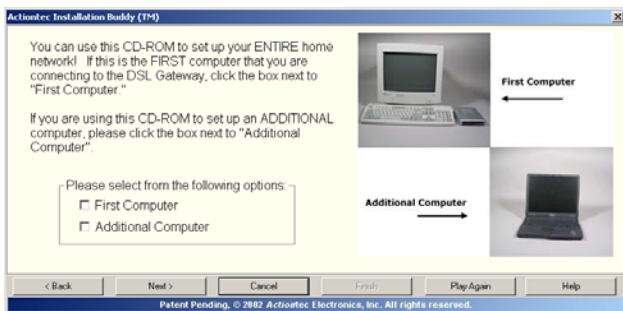 Actiontec Installation Buddy (TM)
You can use this CD-ROM to set up your ENTIRE home
network! If this is the FIRST computer that you are
connecting to the DSL Gateway, click the box next to
"First Computer."
If you are using this CD-ROM to set up an ADDITIONAL
computer, please click the box next to "Additional
Computer".
Please select from the following options:
First Computer
Additional Computer
First Computer
Additional Computer
< Back
Next >
Cancel
Finish
Play Again
Help
Patent Pending, © 2002 Actiontec Electronics, Inc. All rights reserved.